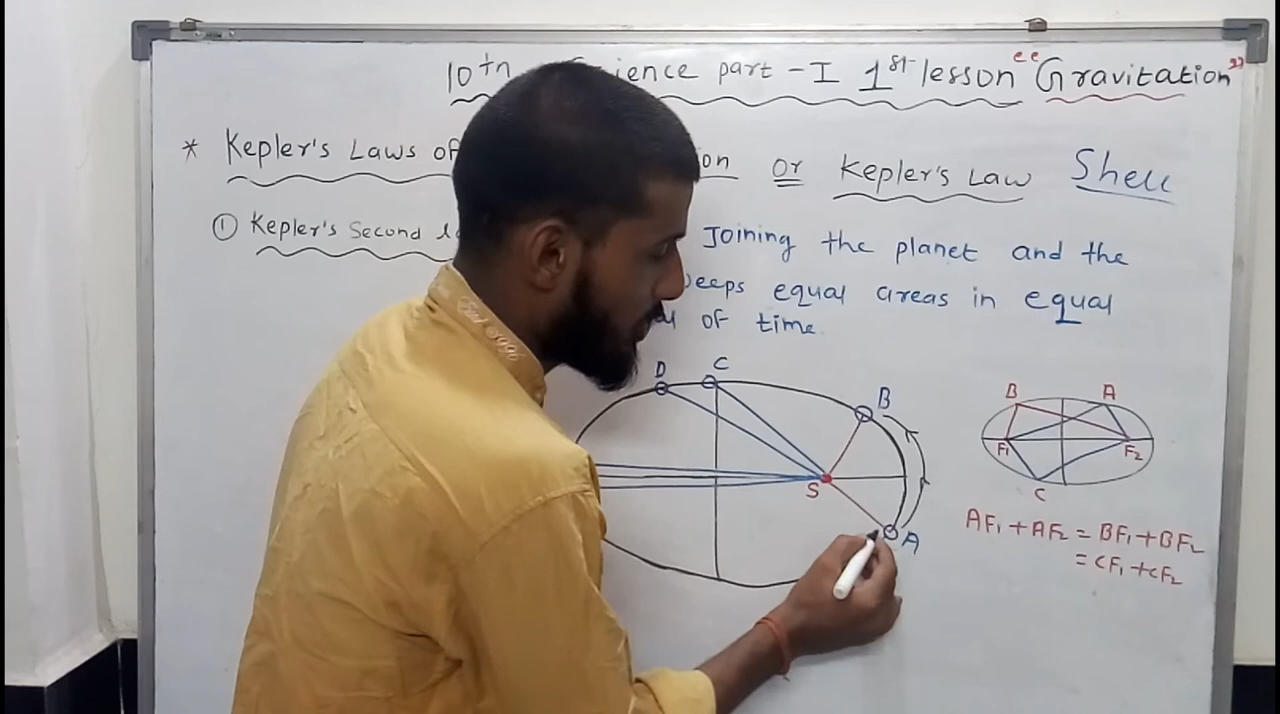 10th ience part - I 1st lesson "Gravitation"
* Kepler's Laws of on or Kepler's Law Shell
① Kepler's Second Joining the planet and the
eeps equal areas in equal
of time.
D C B
S A
B A
F1 F2
C
AF1 + AF2 = BF1 + BF2
= CF1 + CF2